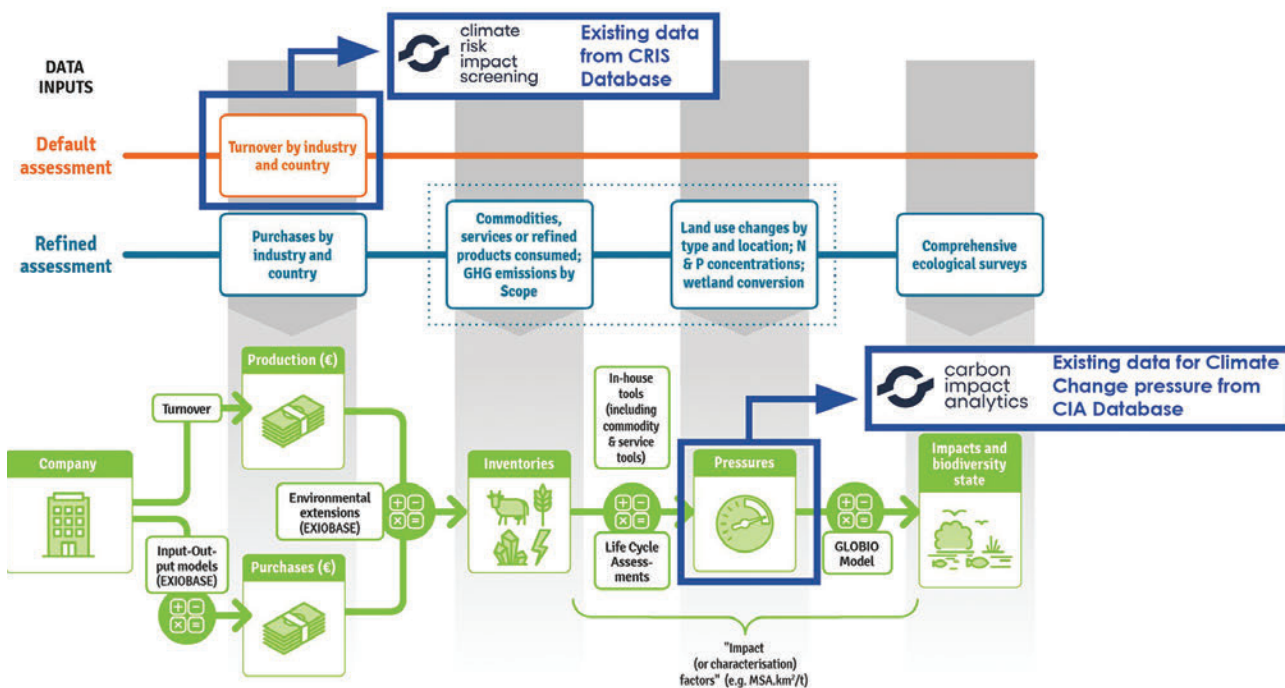 climate
risk
impact
screening
Existing data
from CRIS
Database
DATA
INPUTS
Default
assessment
Turnover by industry
and country
Refined
assessment
Purchases by
industry and
country
Commodities,
services or refined
products consumed;
GHG emissions by
Scope
Land use changes by
type and location; N
& P concentrations;
wetland conversion
Comprehensive
ecological surveys
carbon
impact
analytics
Existing data for Climate
Change pressure from
CIA Database
Company
Turnover
Input-Out-
put models
(EXIOBASE)
Production (€)
Purchases (€)
Environmental
extensions
(EXIOBASE)
Inventories
In-house
tools
(including
commodity
& service
tools)
Life Cycle
Assess-
ments
Pressures
GLOBIO
Model
Impacts and
biodiversity
state
"Impact
(or characterisation)
factors" (e.g. MSA.km²/t)